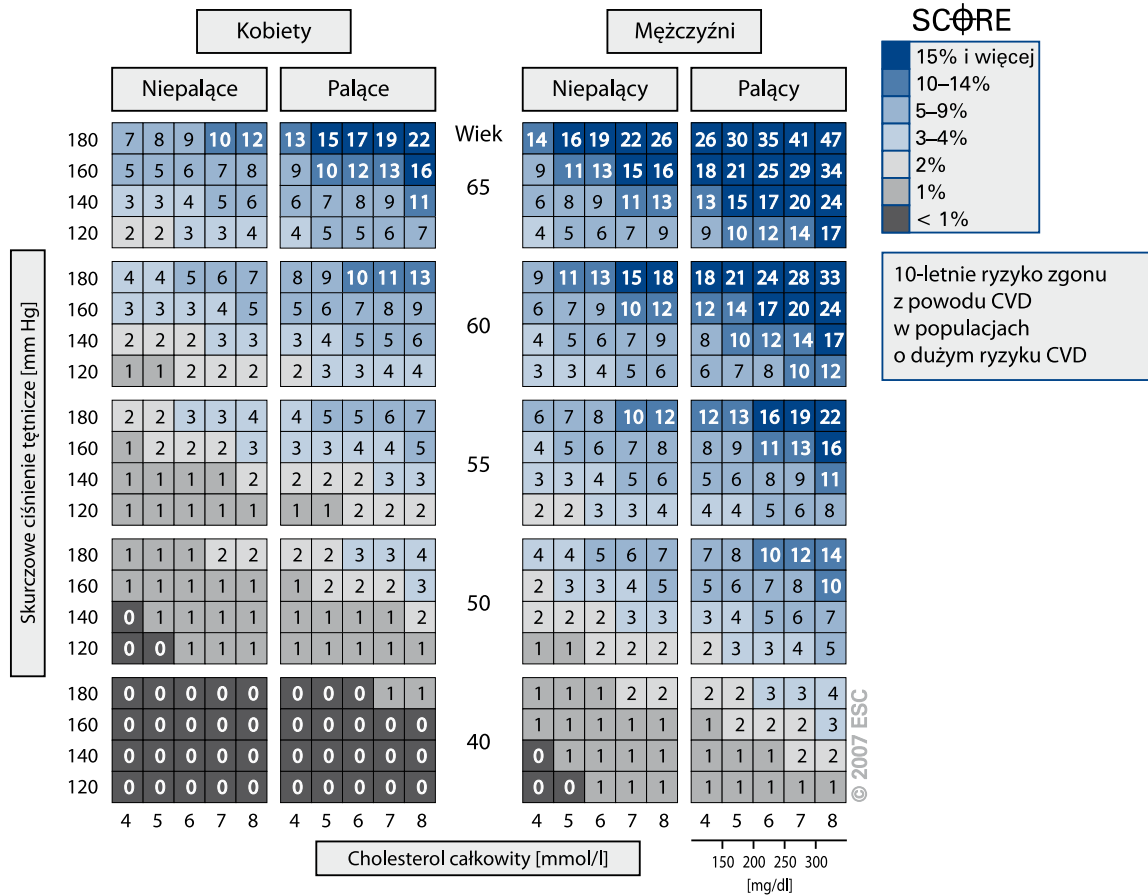 Kobiety
Mężczyźni
SCORE
Niepalące
Palące
Niepalący
Palący
15% i więcej
10–14%
5–9%
3–4%
2%
1%
< 1%
10-letnie ryzyko zgonu
z powodu CVD
w populacjach
o dużym ryzyku CVD
Skurczowe ciśnienie tętnicze [mm Hg]
Wiek
180 7 8 9 10 12 13 15 17 19 22 14 16 19 22 26 26 30 35 41 47
160 5 5 6 7 8 9 10 12 13 16 9 11 13 15 16 18 21 25 29 34
65
140 3 3 4 5 6 6 7 8 9 11 6 8 9 11 13 13 15 17 20 24
120 2 2 3 3 4 4 5 5 6 7 4 5 6 7 9 9 10 12 14 17
180 4 4 5 6 7 8 9 10 11 13 9 11 13 15 18 18 21 24 28 33
160 3 3 3 4 5 5 6 7 8 9 6 7 9 10 12 12 14 17 20 24
60
140 2 2 2 3 3 3 4 5 5 6 4 5 6 7 9 8 10 12 14 17
120 1 1 2 2 2 2 3 3 4 4 3 3 4 5 6 6 7 8 10 12
180 2 2 3 3 4 4 5 5 6 7 6 7 8 10 12 12 13 16 19 22
160 1 2 2 2 3 3 3 4 4 5 4 5 6 7 8 8 9 11 13 16
55
140 1 1 1 1 2 2 2 2 3 3 3 3 4 5 6 5 6 8 9 11
120 1 1 1 1 1 1 1 2 2 2 2 2 3 3 4 4 4 5 6 8
180 1 1 1 2 2 2 2 3 3 4 4 4 5 6 7 7 8 10 12 14
160 1 1 1 1 1 1 2 2 2 3 2 3 3 4 5 5 6 7 8 10
50
140 0 1 1 1 1 1 1 1 1 2 2 2 2 3 3 3 4 5 6 7
120 0 0 1 1 1 1 1 1 1 1 1 1 2 2 2 2 3 3 4 5
180 0 0 0 0 0 0 0 0 1 1 1 1 1 2 2 2 2 3 3 4
160 0 0 0 0 0 0 0 0 0 0 1 1 1 1 1 1 2 2 2 3
40
140 0 0 0 0 0 0 0 0 0 0 0 1 1 1 1 1 1 1 2 2
120 0 0 0 0 0 0 0 0 0 0 0 0 1 1 1 1 1 1 1 1
© 2007 ESC
4 5 6 7 8 4 5 6 7 8 4 5 6 7 8 4 5 6 7 8
Cholesterol całkowity [mmol/l]
150 200 250 300
[mg/dl]